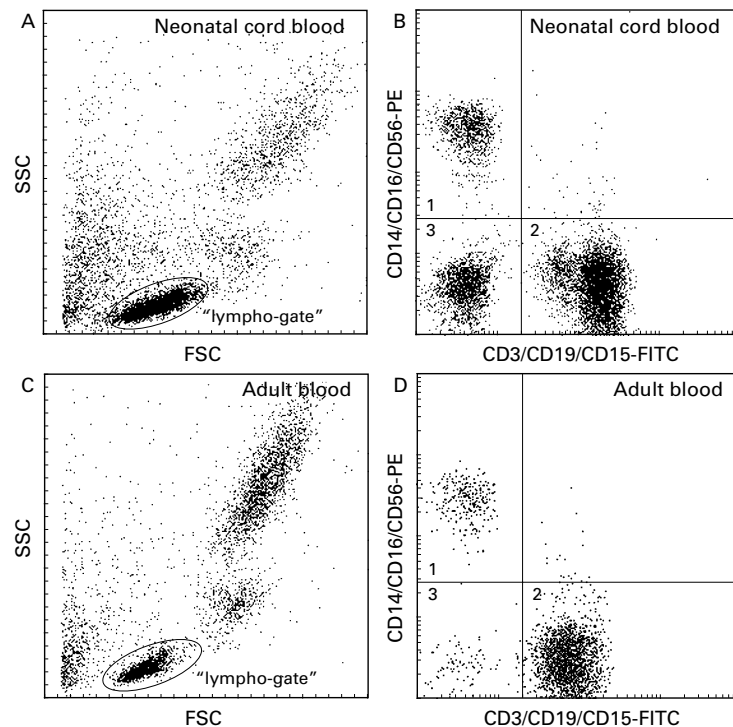 A
Neonatal cord blood
SSC
"lympho-gate"
FSC
B
Neonatal cord blood
CD14/CD16/CD56-PE
1
3
2
CD3/CD19/CD15-FITC
C
Adult blood
SSC
"lympho-gate"
FSC
D
Adult blood
CD14/CD16/CD56-PE
1
3
2
CD3/CD19/CD15-FITC